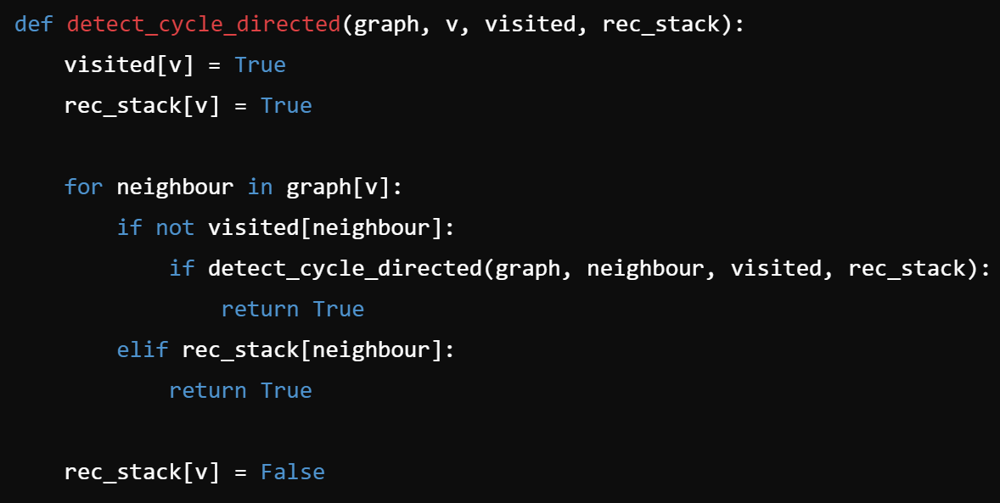 def detect_cycle_directed(graph, v, visited, rec_stack):
    visited[v] = True
    rec_stack[v] = True

    for neighbour in graph[v]:
        if not visited[neighbour]:
            if detect_cycle_directed(graph, neighbour, visited, rec_stack):
                return True
        elif rec_stack[neighbour]:
            return True

    rec_stack[v] = False